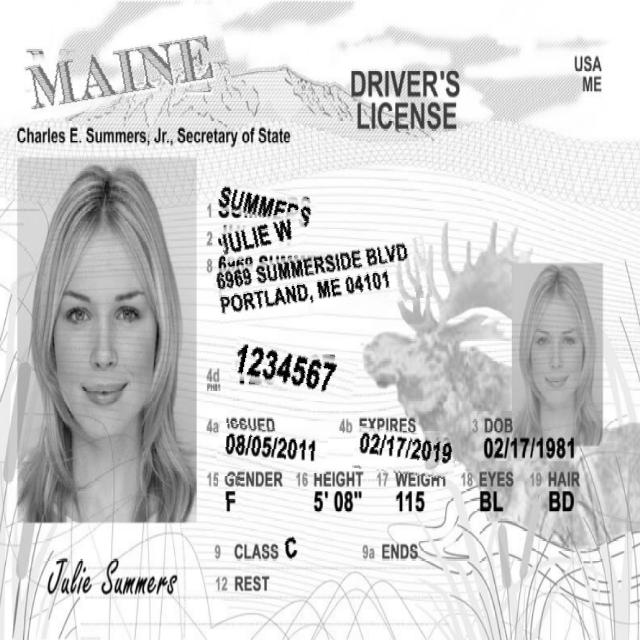 MAINE
DRIVER'S
LICENSE
USA
ME
Charles E. Summers, Jr., Secretary of State
1 SUMMERS
2 JULIE W
8 6969 SUMMERSIDE BLVD
PORTLAND, ME 04101
4d 1234567
4a ISSUED 4b EXPIRES 3 DOB
08/05/2011 02/17/2019 02/17/1981
15 GENDER 16 HEIGHT 17 WEIGHT 18 EYES 19 HAIR
F 5' 08" 115 BL BD
9 CLASS C 9a ENDS
12 REST
Julie Summers